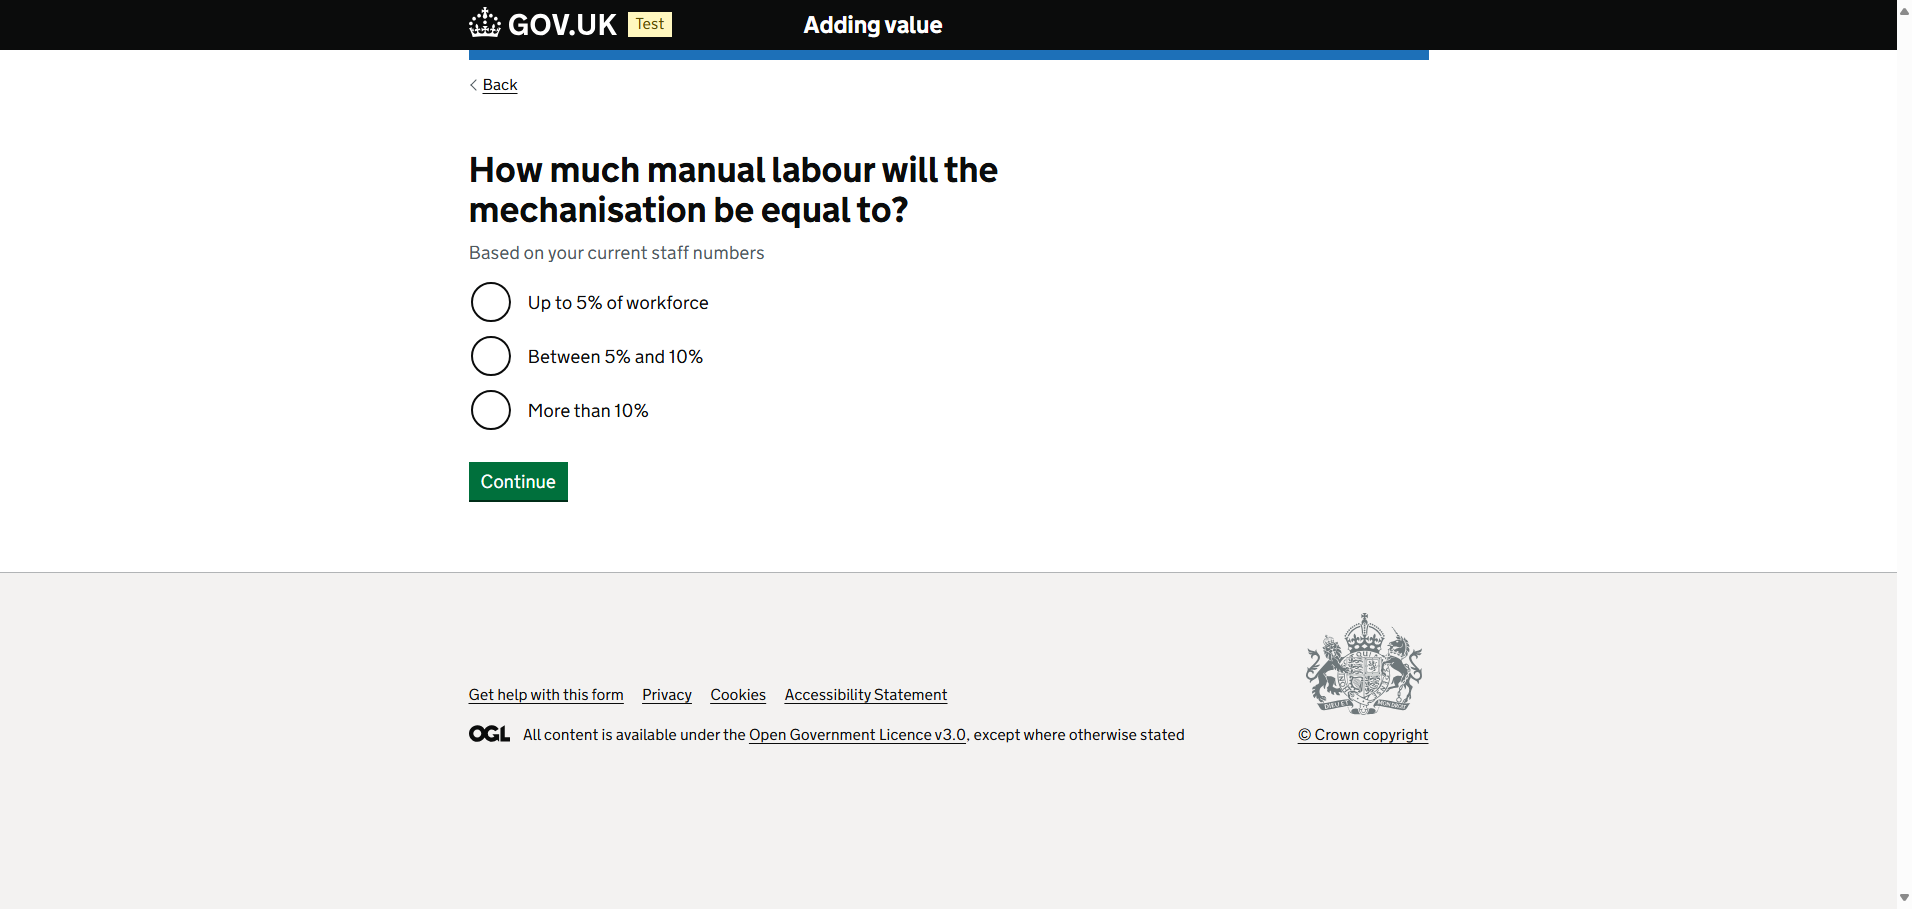 GOV.UK Test Adding value
Back
How much manual labour will the
mechanisation be equal to?
Based on your current staff numbers
Up to 5% of workforce
Between 5% and 10%
More than 10%
Continue
Get help with this form Privacy Cookies Accessibility Statement
OGL All content is available under the Open Government Licence v3.0, except where otherwise stated
© Crown copyright